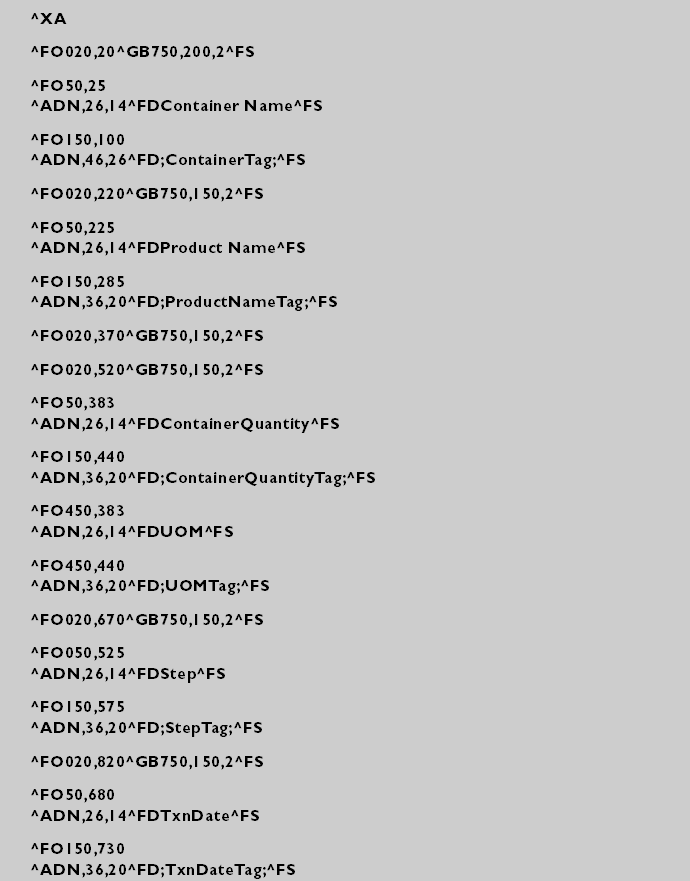 ^XA
^FO020,20^GB750,200,2^FS
^FO50,25
^ADN,26,14^FDContainer Name^FS
^FO150,100
^ADN,46,26^FD;ContainerTag;^FS
^FO020,220^GB750,150,2^FS
^FO50,225
^ADN,26,14^FDProduct Name^FS
^FO150,285
^ADN,36,20^FD;ProductNameTag;^FS
^FO020,370^GB750,150,2^FS
^FO020,520^GB750,150,2^FS
^FO50,383
^ADN,26,14^FDContainerQuantity^FS
^FO150,440
^ADN,36,20^FD;ContainerQuantityTag;^FS
^FO450,383
^ADN,26,14^FDUOM^FS
^FO450,440
^ADN,36,20^FD;UOMTag;^FS
^FO020,670^GB750,150,2^FS
^FO050,525
^ADN,26,14^FDStep^FS
^FO150,575
^ADN,36,20^FD;StepTag;^FS
^FO020,820^GB750,150,2^FS
^FO50,680
^ADN,26,14^FDTxnDate^FS
^FO150,730
^ADN,36,20^FD;TxnDateTag;^FS